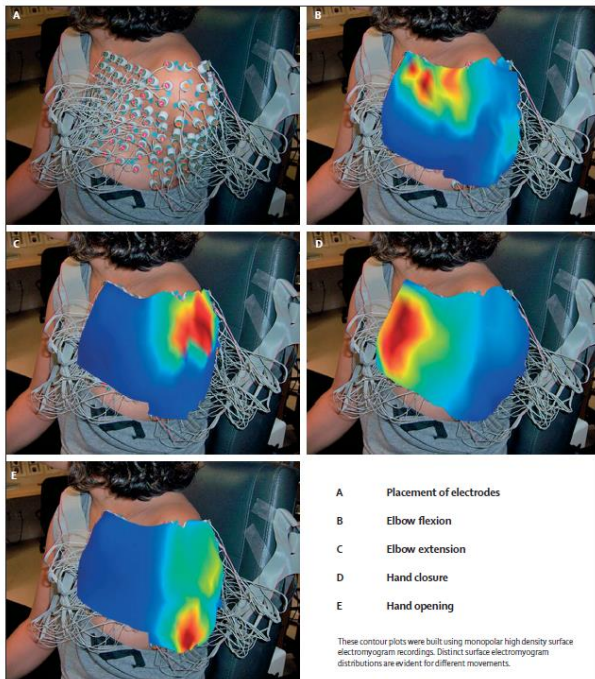 A
B
C
D
E
A Placement of electrodes
B Elbow flexion
C Elbow extension
D Hand closure
E Hand opening
These contour plots were built using monopolar high density surface
electromyogram recordings. Distinct surface electromyogram
distributions are evident for different movements.